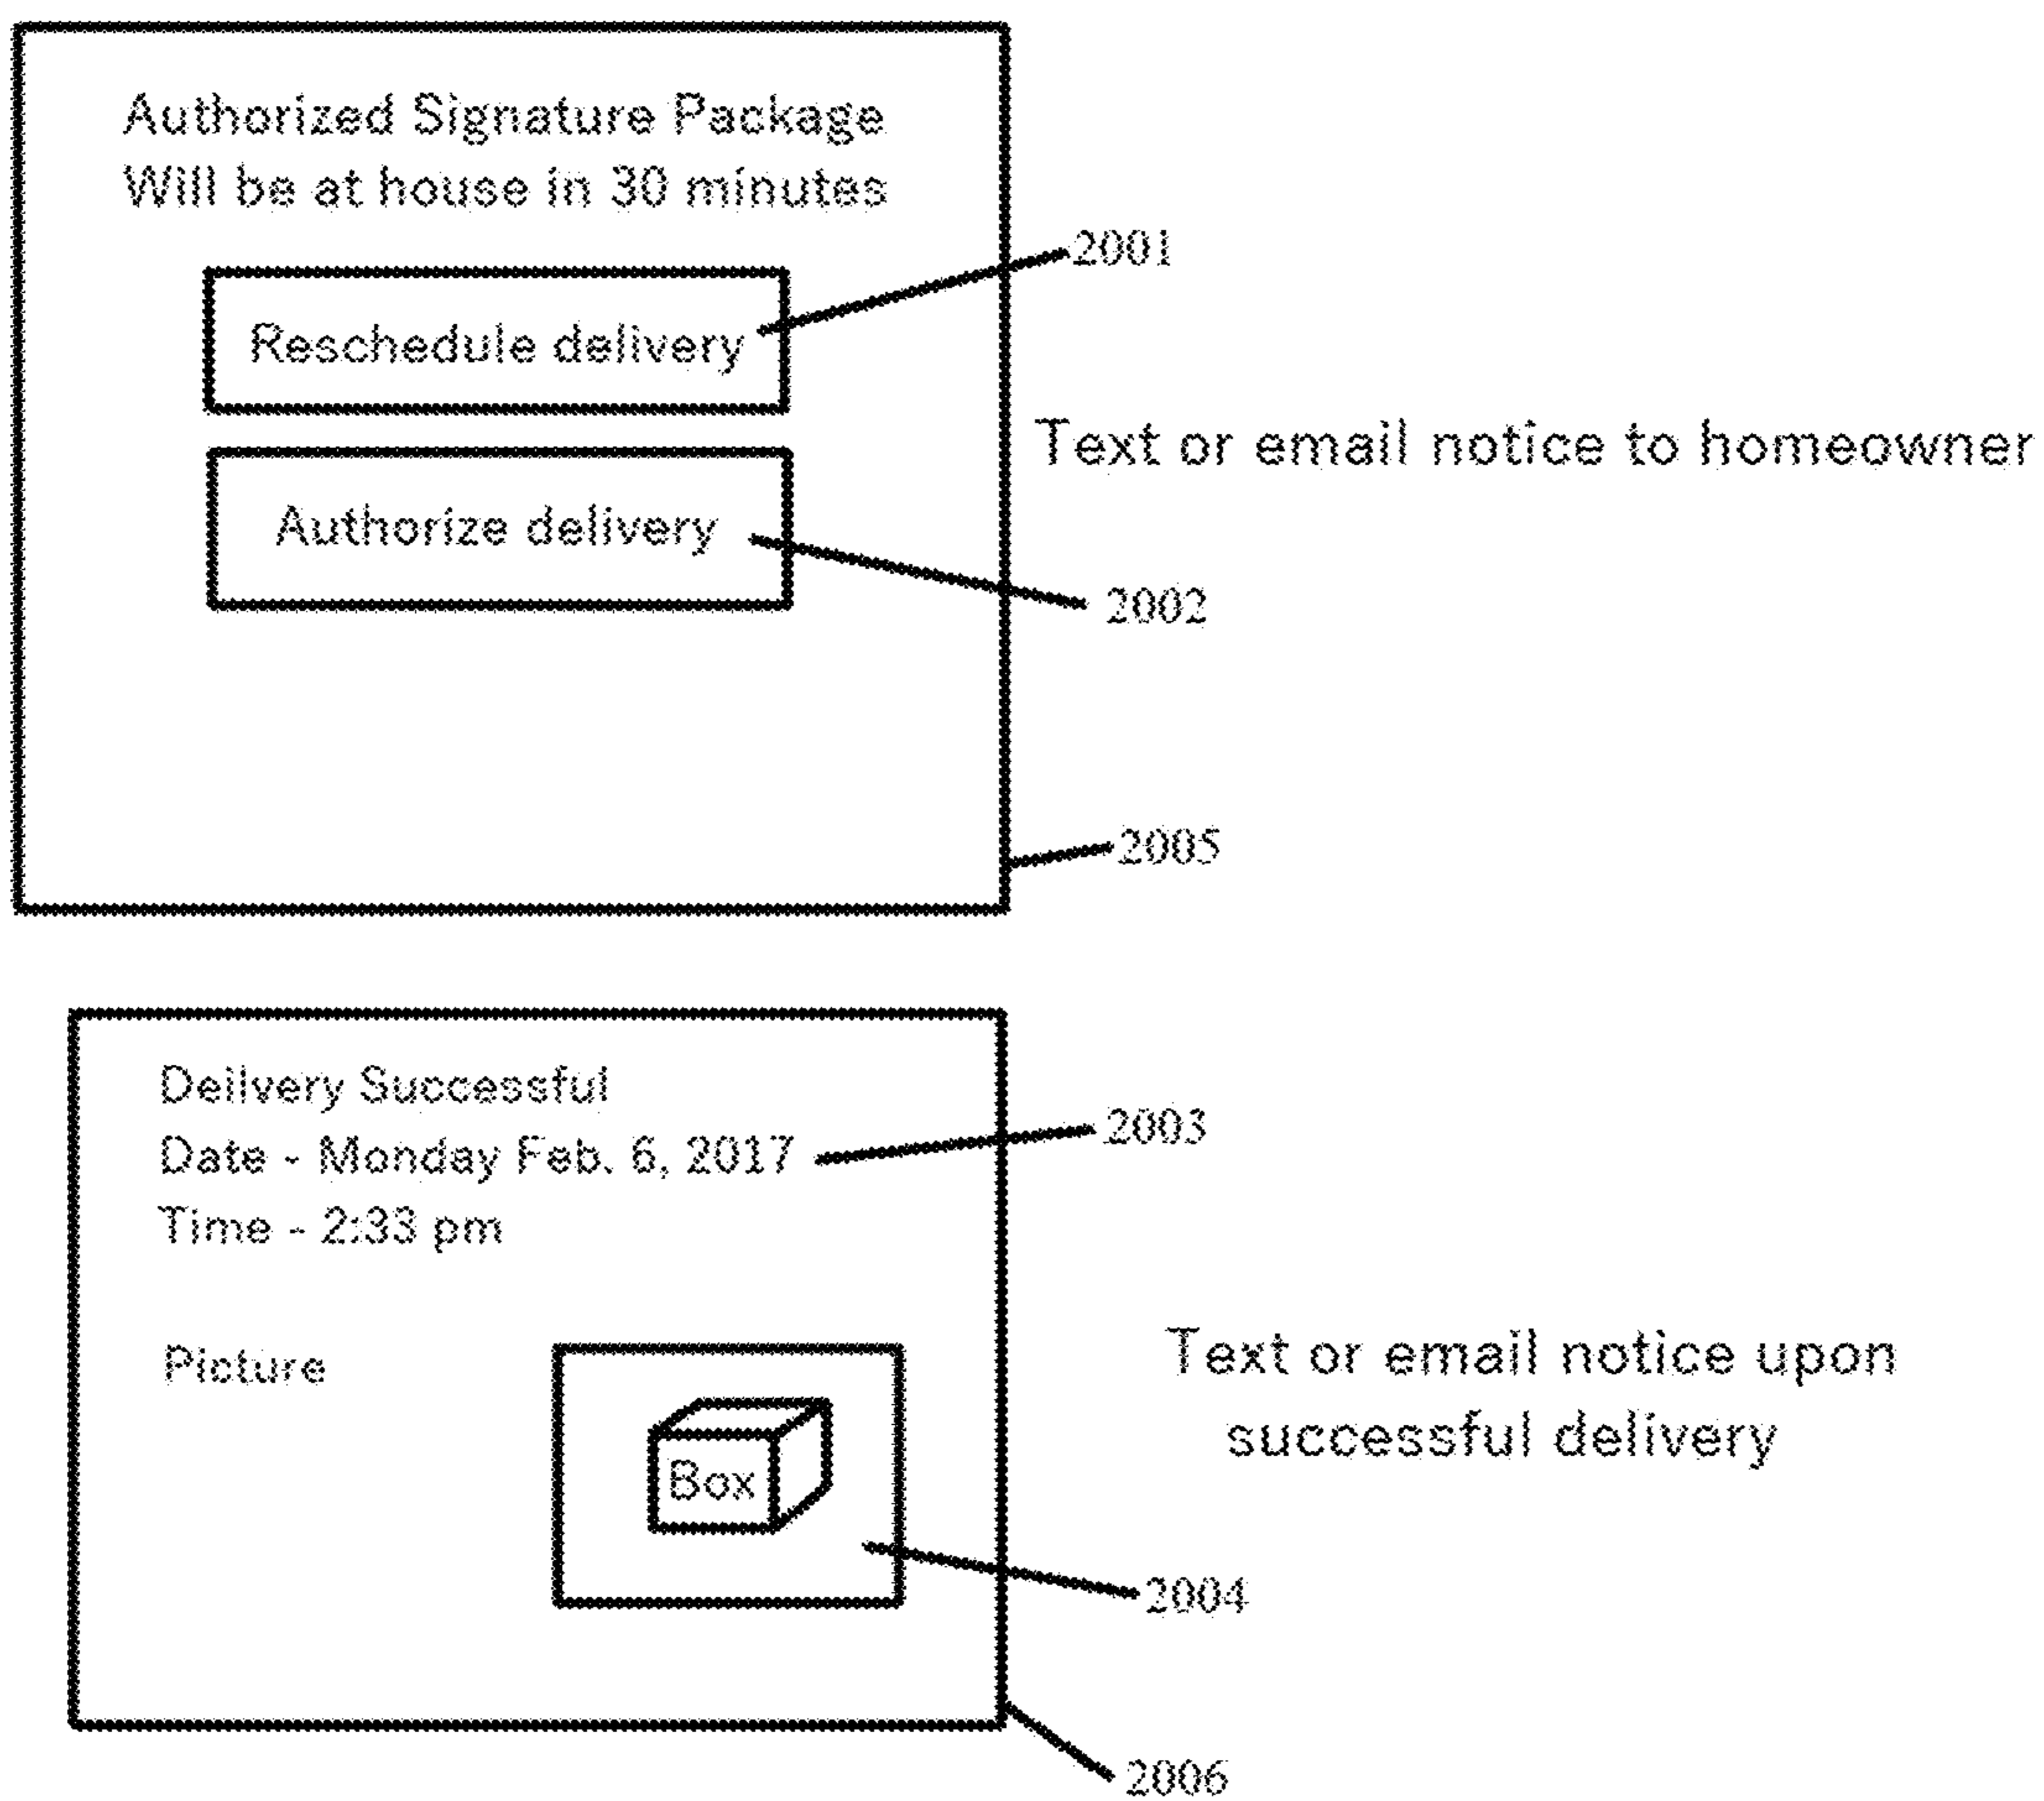 Authorized Signature Package
Will be at house in 30 minutes
2001
Reschedule delivery
Text or email notice to homeowner
Authorize delivery
2002
2005
Deilvery Successful
2003
Date - Monday Feb. 6, 2017
Time - 2:33 pm
Picture
Text or email notice upon
successful delivery
Box
2004
2006